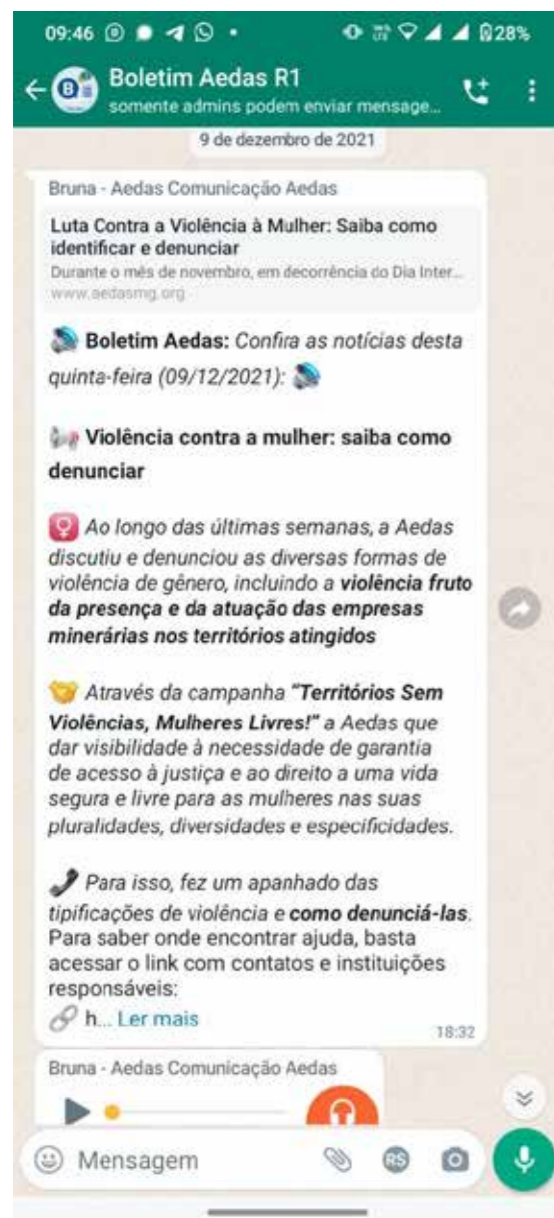 09:46
28%
Boletim Aedas R1
somente admins podem enviar mensage...
9 de dezembro de 2021
Bruna - Aedas Comunicação Aedas
Luta Contra a Violência à Mulher: Saiba como
identificar e denunciar
Durante o mês de novembro, em decorrência do Dia Inter...
www.aedasmg.org
Boletim Aedas: Confira as notícias desta
quinta-feira (09/12/2021):
Violência contra a mulher: saiba como
denunciar
Ao longo das últimas semanas, a Aedas
discutiu e denunciou as diversas formas de
violência de gênero, incluindo a violência fruto
da presença e da atuação das empresas
minerárias nos territórios atingidos
Através da campanha "Territórios Sem
Violências, Mulheres Livres!" a Aedas que
dar visibilidade à necessidade de garantia
de acesso à justiça e ao direito a uma vida
segura e livre para as mulheres nas suas
pluralidades, diversidades e especificidades.
Para isso, fez um apanhado das
tipificações de violência e como denunciá-las.
Para saber onde encontrar ajuda, basta
acessar o link com contatos e instituições
responsáveis:
h... Ler mais
18:32
Bruna - Aedas Comunicação Aedas
Mensagem
RS